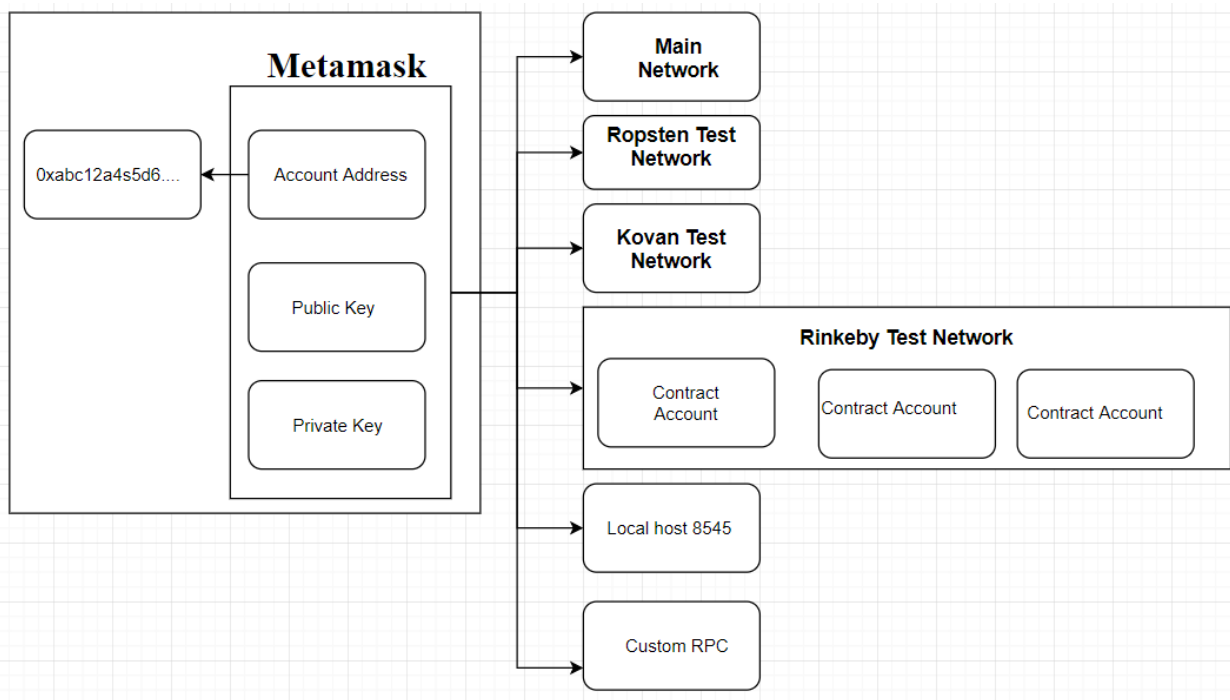 Metamask
0xabc12a4s5d6....
Account Address
Public Key
Private Key
Main
Network
Ropsten Test
Network
Kovan Test
Network
Rinkeby Test Network
Contract
Account
Contract Account
Contract Account
Local host 8545
Custom RPC